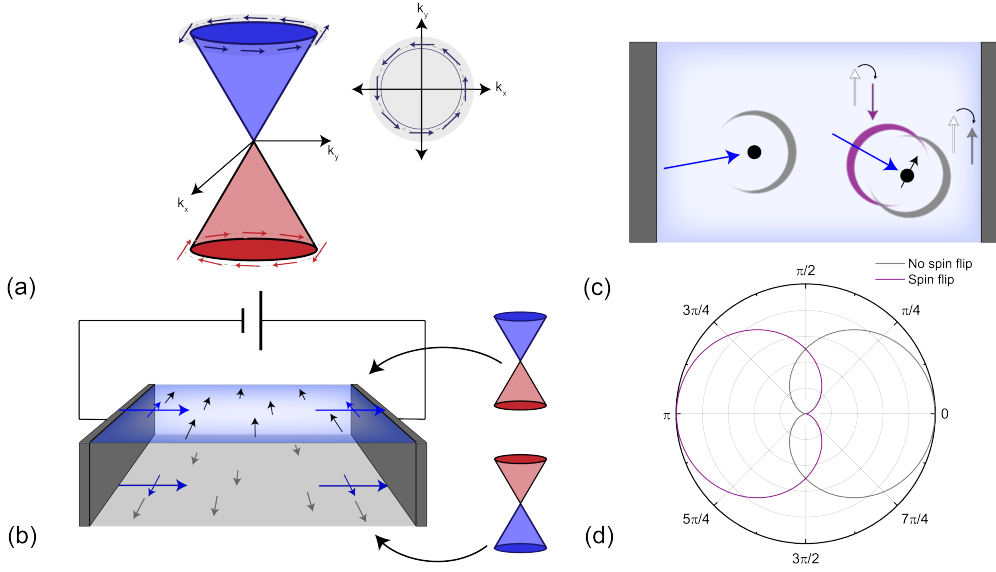 k_y
k_x
k_y
k_x
(a)
(c)
No spin flip
Spin flip
π/2
3π/4
π/4
π
0
5π/4
7π/4
3π/2
(b)
(d)